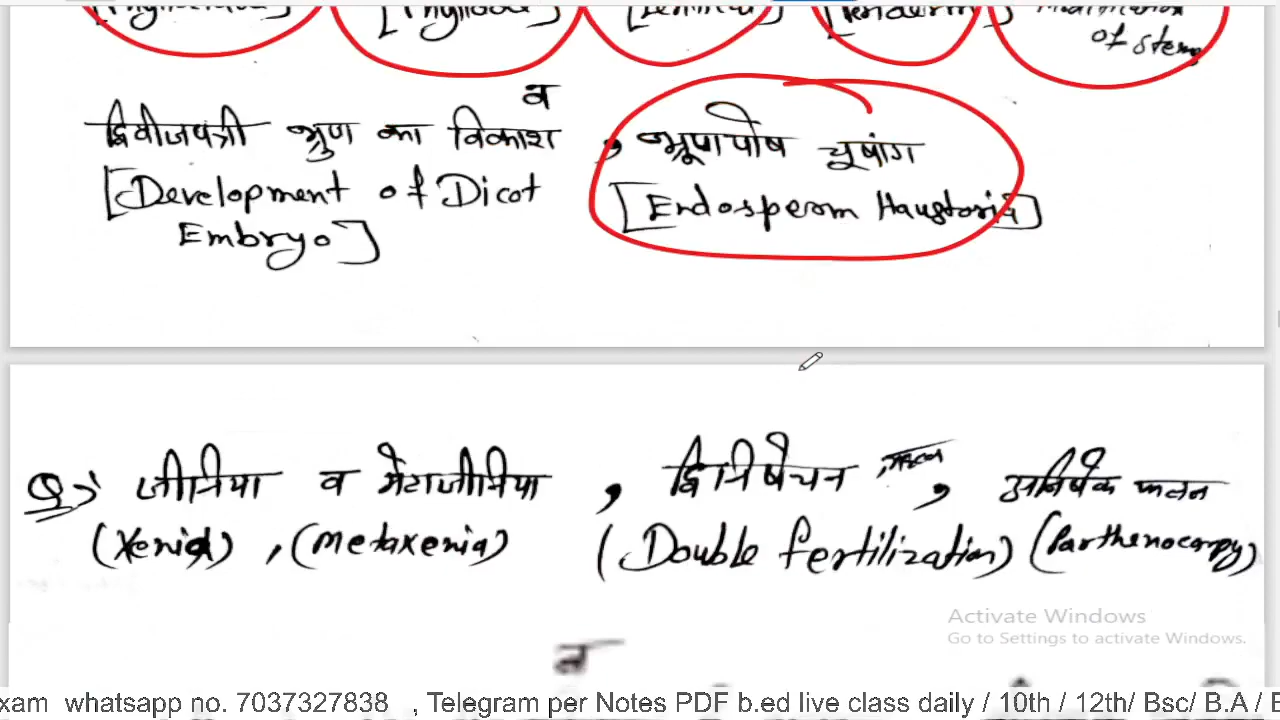 of Stem
व
द्विबीजपत्री भ्रुण का विकाश , भ्रूणपोष चूषांग
[Development of Dicot [Endosperm Haustoria]
Embryo]
Q> जीनिया व मेटाजीनिया , द्विनिषेचन , अनिषेक फलन
(Xenia) , (Metaxenia) (Double fertilization) (Parthenocarpy)
Activate Windows
Go to Settings to activate Windows.
व
xam whatsapp no. 7037327838 , Telegram per Notes PDF b.ed live class daily / 10th / 12th/ Bsc/ B.A /